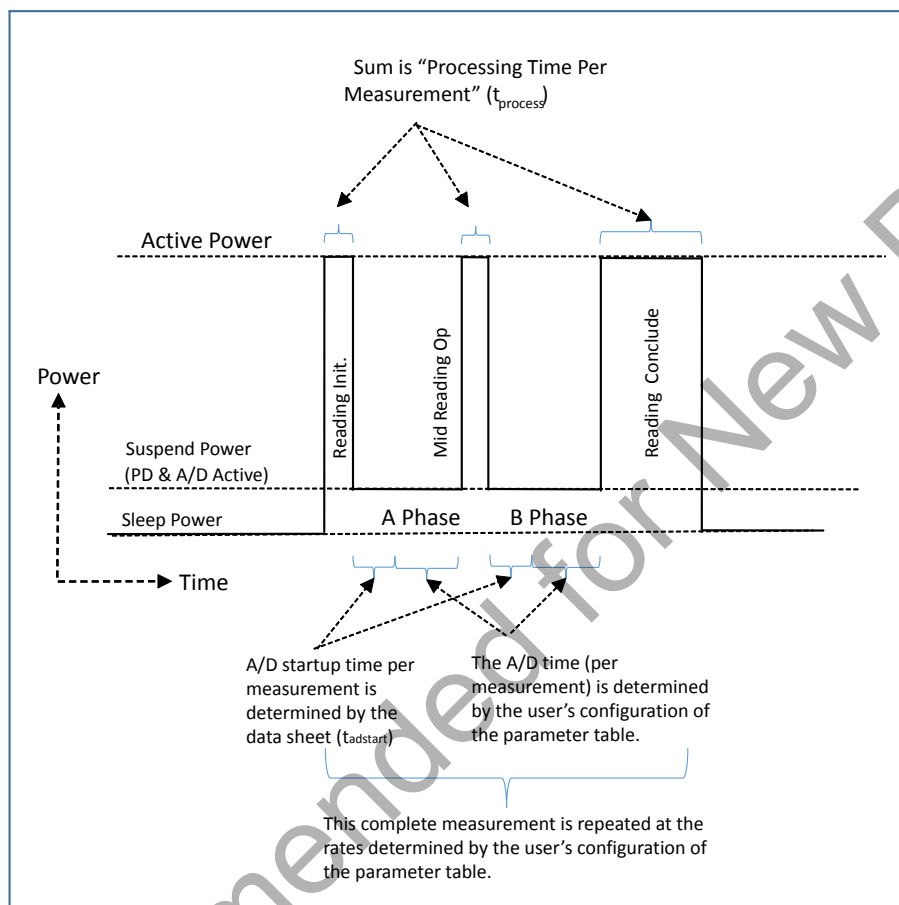 Sum is “Processing Time Per
Measurement” (tprocess)
Active Power
Reading Init.
Mid Reading Op
Reading Conclude
Power
Suspend Power
(PD & A/D Active)
Sleep Power
A Phase
B Phase
Time
A/D startup time per
measurement is
determined by the
data sheet (tadstart)
The A/D time (per
measurement) is determined
by the user’s configuration of
the parameter table.
This complete measurement is repeated at the
rates determined by the user’s configuration of
the parameter table.
mended for New